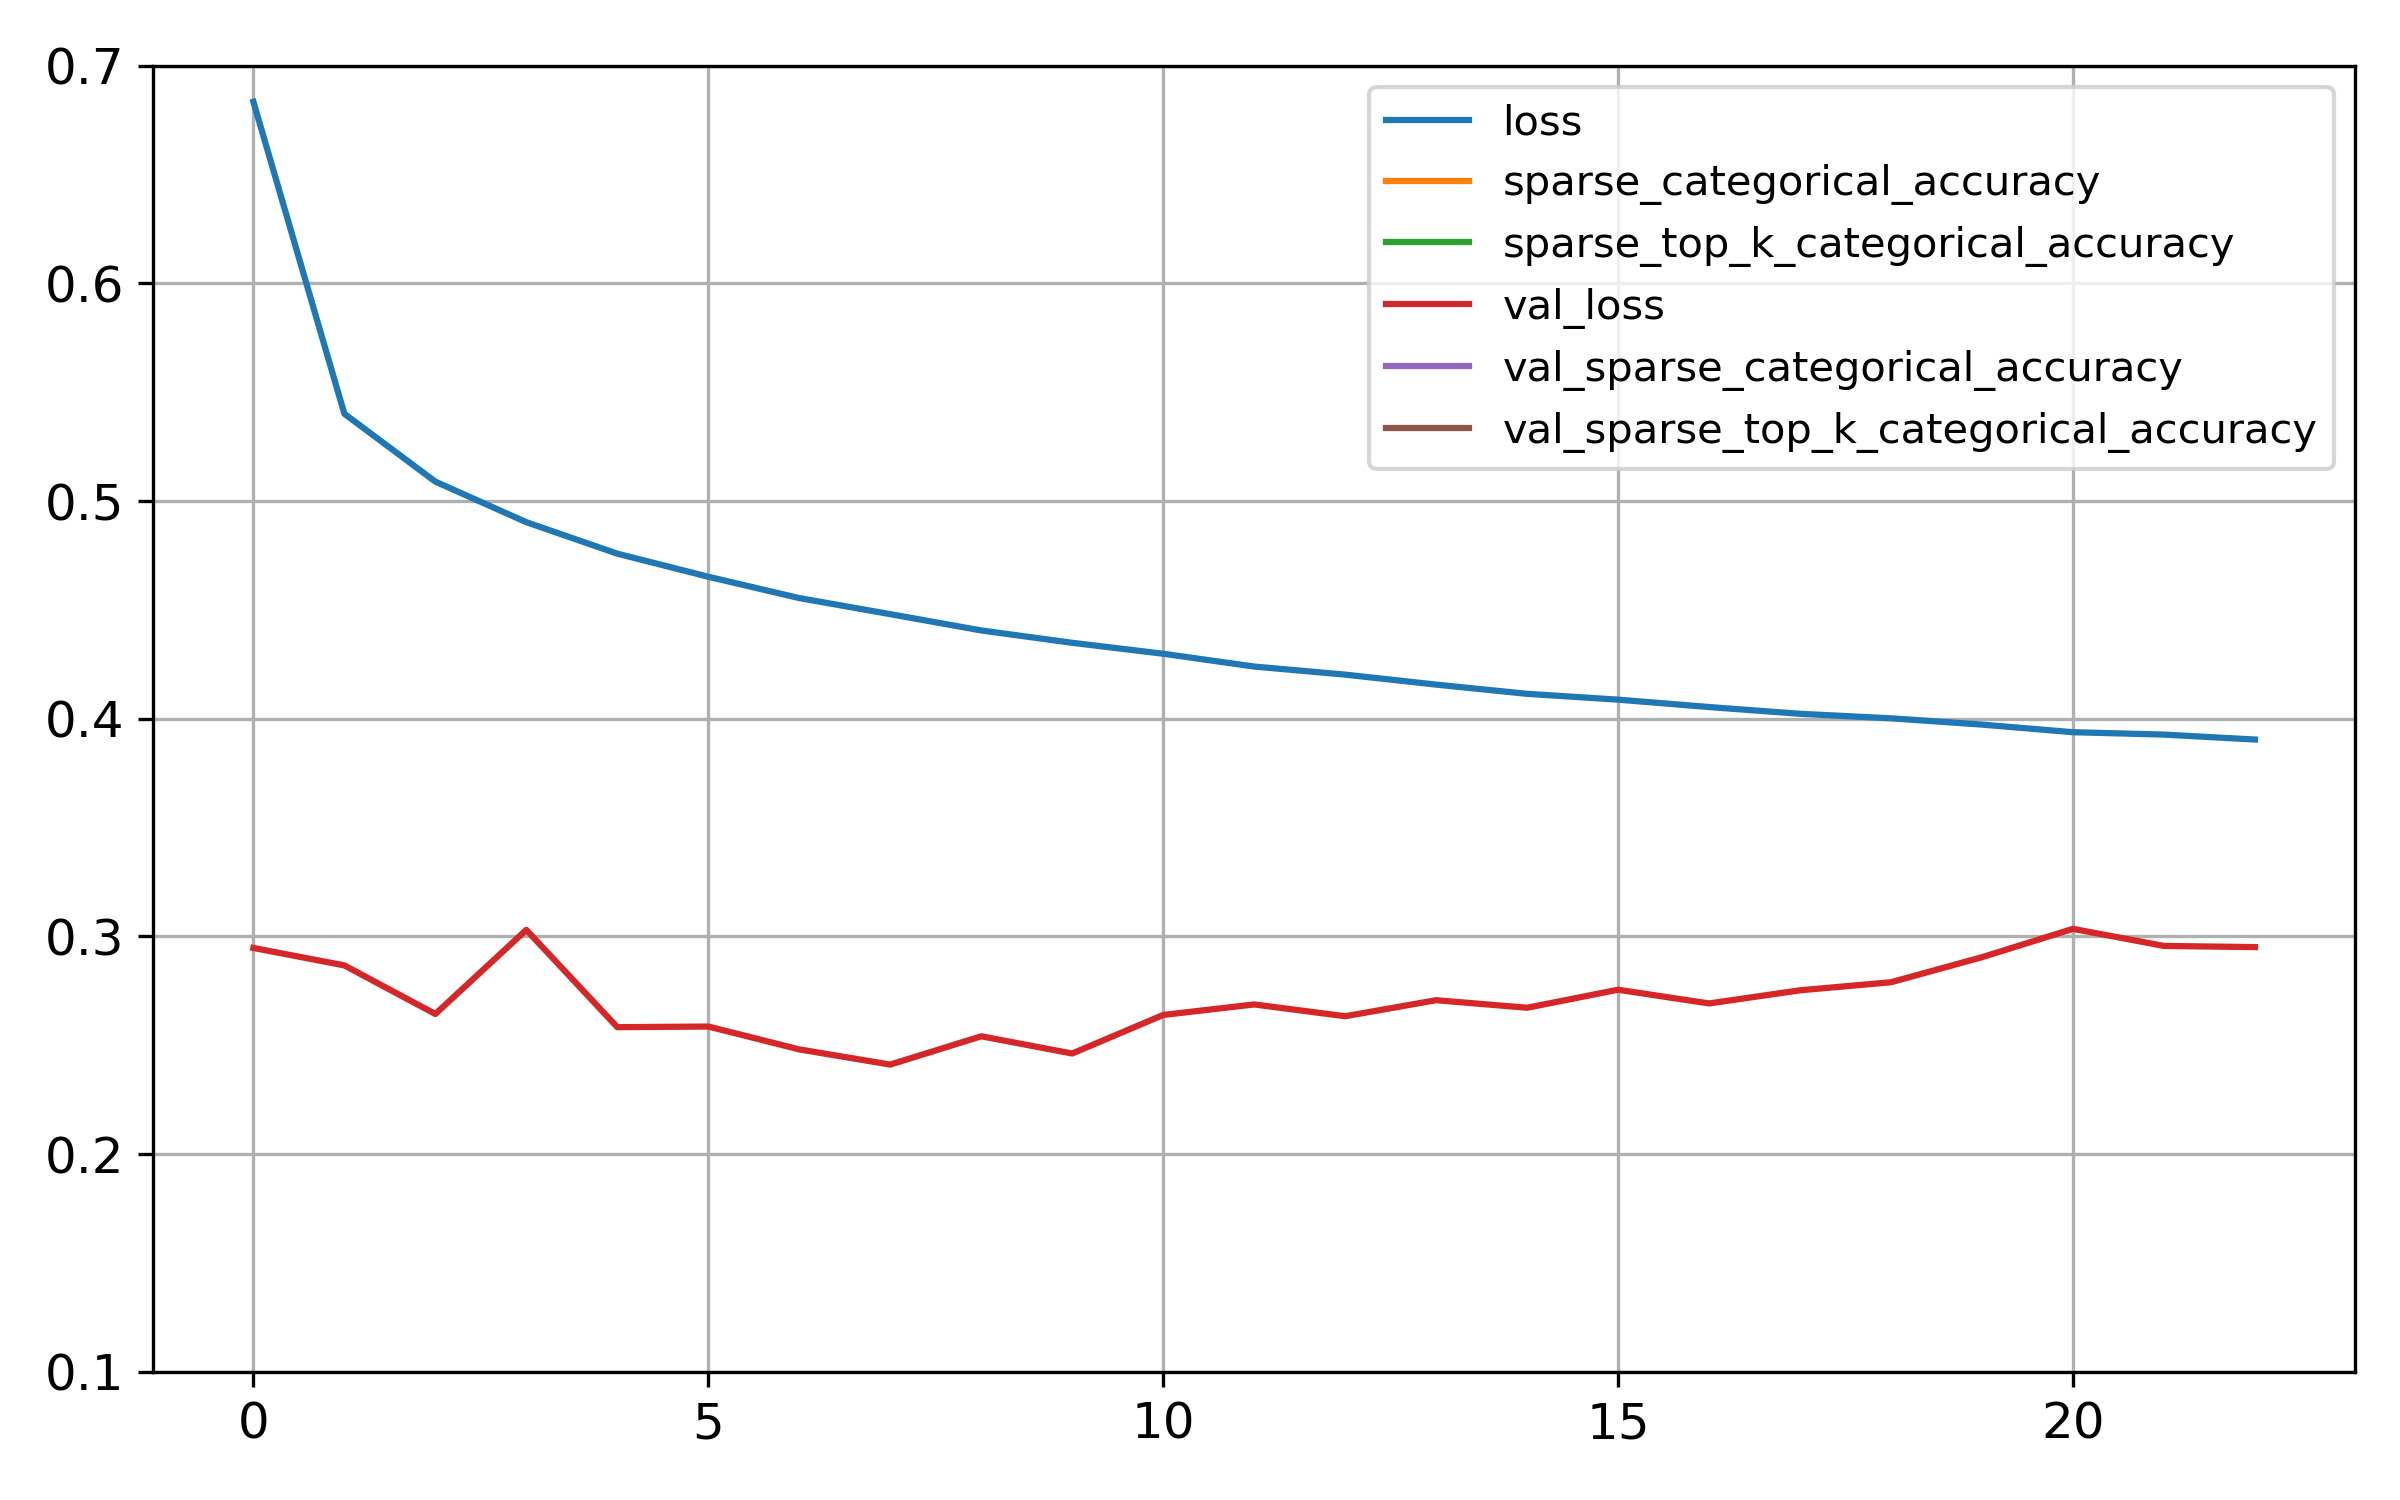 0.7
0.6
0.5
0.4
0.3
0.2
0.1
0
5
10
15
20
loss
sparse_categorical_accuracy
sparse_top_k_categorical_accuracy
val_loss
val_sparse_categorical_accuracy
val_sparse_top_k_categorical_accuracy